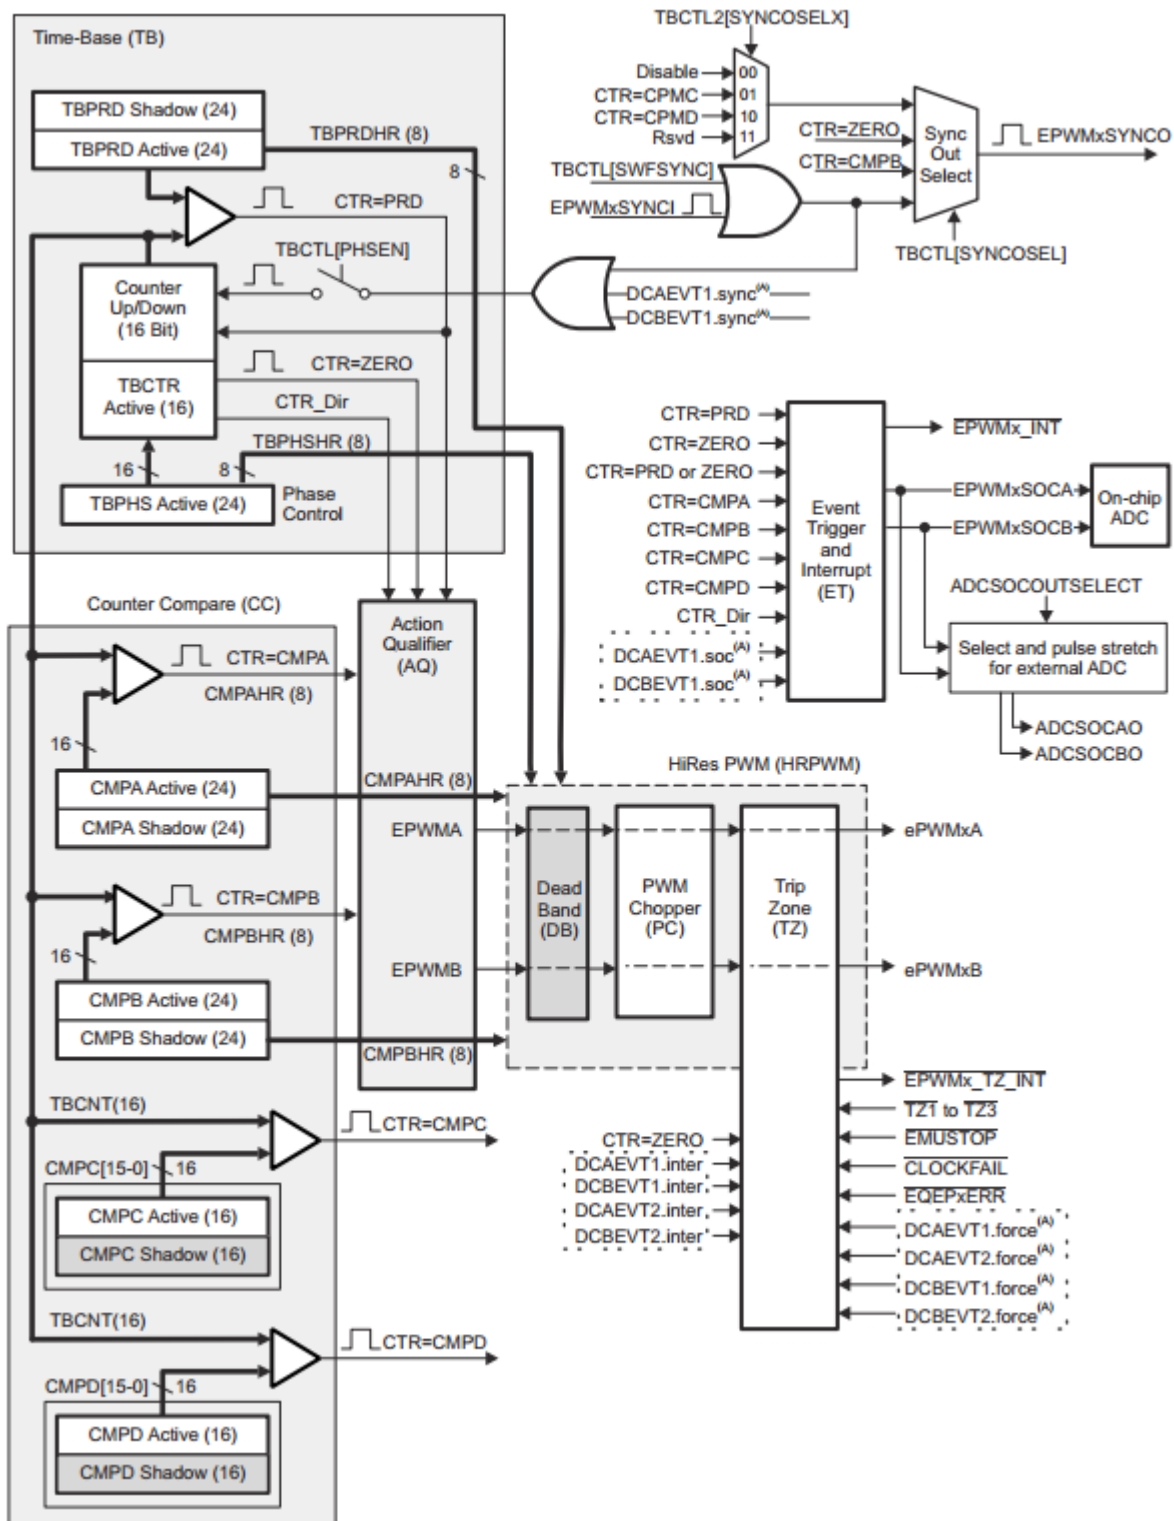 Time-Base (TB)
TBPRD Shadow (24)
TBPRD Active (24)
TBPRDHR (8)
8
CTR=PRD
TBCTL[PHSEN]
Counter
Up/Down
(16 Bit)
CTR=ZERO
TBCTR
Active (16)
CTR_Dir
TBPHSHR (8)
16
8
TBPHS Active (24)
Phase
Control
TBCTL2[SYNCOSELX]
Disable
00
CTR=CPMC
01
CTR=CPMD
10
Rsvd
11
CTR=ZERO
CTR=CMPB
Sync
Out
Select
EPWMxSYNCO
TBCTL[SWFSYNC]
EPWMxSYNCI
TBCTL[SYNCOSEL]
DCAEVT1.sync(A)
DCBEVT1.sync(A)
CTR=PRD
CTR=ZERO
CTR=PRD or ZERO
CTR=CMPA
CTR=CMPB
CTR=CMPC
CTR=CMPD
CTR_Dir
DCAEVT1.soc(A)
DCBEVT1.soc(A)
Event
Trigger
and
Interrupt
(ET)
EPWMx_INT
EPWMxSOCA
EPWMxSOCB
On-chip
ADC
ADCSOCOUTSELECT
Select and pulse stretch
for external ADC
ADCSOCAO
ADCSOCBO
Counter Compare (CC)
CTR=CMPA
CMPAHR (8)
16
CMPA Active (24)
CMPA Shadow (24)
CTR=CMPB
CMPBHR (8)
16
CMPB Active (24)
CMPB Shadow (24)
TBCNT(16)
CTR=CMPC
CMPC[15-0]
16
CMPC Active (16)
CMPC Shadow (16)
TBCNT(16)
CTR=CMPD
CMPD[15-0]
16
CMPD Active (16)
CMPD Shadow (16)
Action
Qualifier
(AQ)
CMPAHR (8)
EPWMA
EPWMB
CMPBHR (8)
HiRes PWM (HRPWM)
Dead
Band
(DB)
PWM
Chopper
(PC)
Trip
Zone
(TZ)
ePWMxA
ePWMxB
EPWMx_TZ_INT
TZ1 to TZ3
EMUSTOP
CLOCKFAIL
EQEPxERR
DCAEVT1.force(A)
DCAEVT2.force(A)
DCBEVT1.force(A)
DCBEVT2.force(A)
CTR=ZERO
DCAEVT1.inter
DCBEVT1.inter
DCAEVT2.inter
DCBEVT2.inter